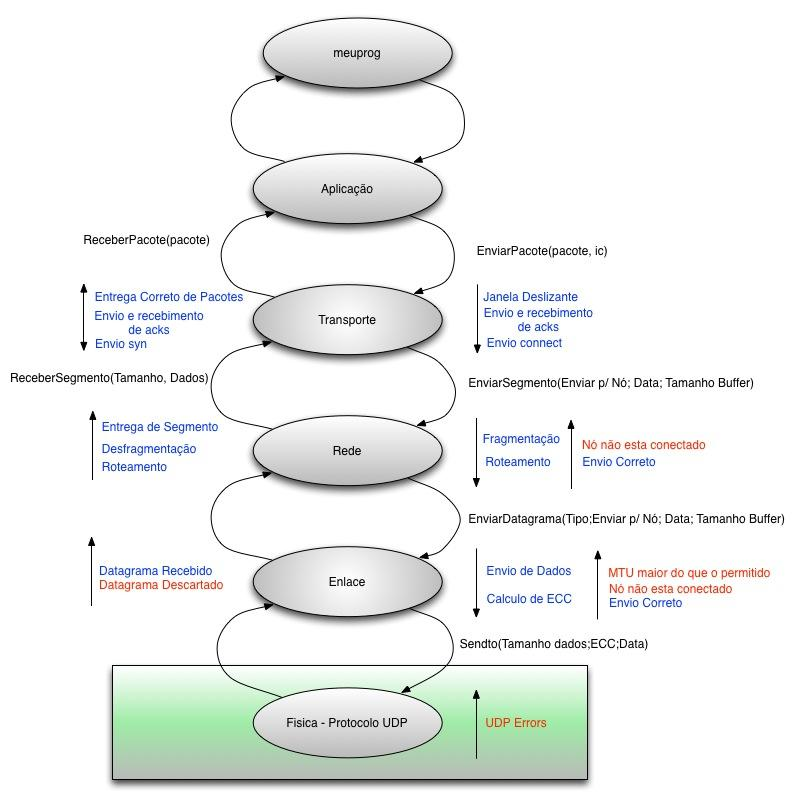 meuprog
Aplicação
ReceberPacote(pacote)
EnviarPacote(pacote, ic)
Entrega Correto de Pacotes
Envio e recebimento
de acks
Envio syn
Transporte
Janela Deslizante
Envio e recebimento
de acks
Envio connect
ReceberSegmento(Tamanho, Dados)
EnviarSegmento(Enviar p/ Nó; Data; Tamanho Buffer)
Entrega de Segmento
Desfragmentação
Roteamento
Rede
Fragmentação
Roteamento
Nó não esta conectado
Envio Correto
EnviarDatagrama(Tipo;Enviar p/ Nó; Data; Tamanho Buffer)
Datagrama Recebido
Datagrama Descartado
Enlace
Envio de Dados
Calculo de ECC
MTU maior do que o permitido
Nó não esta conectado
Envio Correto
Sendto(Tamanho dados;ECC;Data)
Fisica - Protocolo UDP
UDP Errors